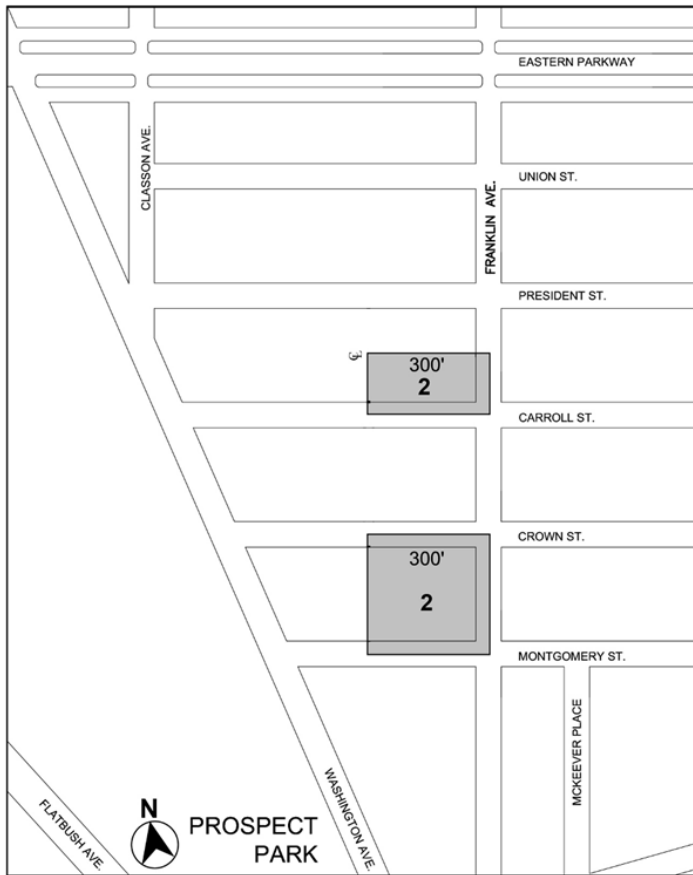 EASTERN PARKWAY
CLASSON AVE.
UNION ST.
FRANKLIN AVE.
PRESIDENT ST.
C L
300'
2
CARROLL ST.
CROWN ST.
300'
2
MONTGOMERY ST.
MCKEEVER PLACE
WASHINGTON AVE.
FLATBUSH AVE.
N
PROSPECT
PARK